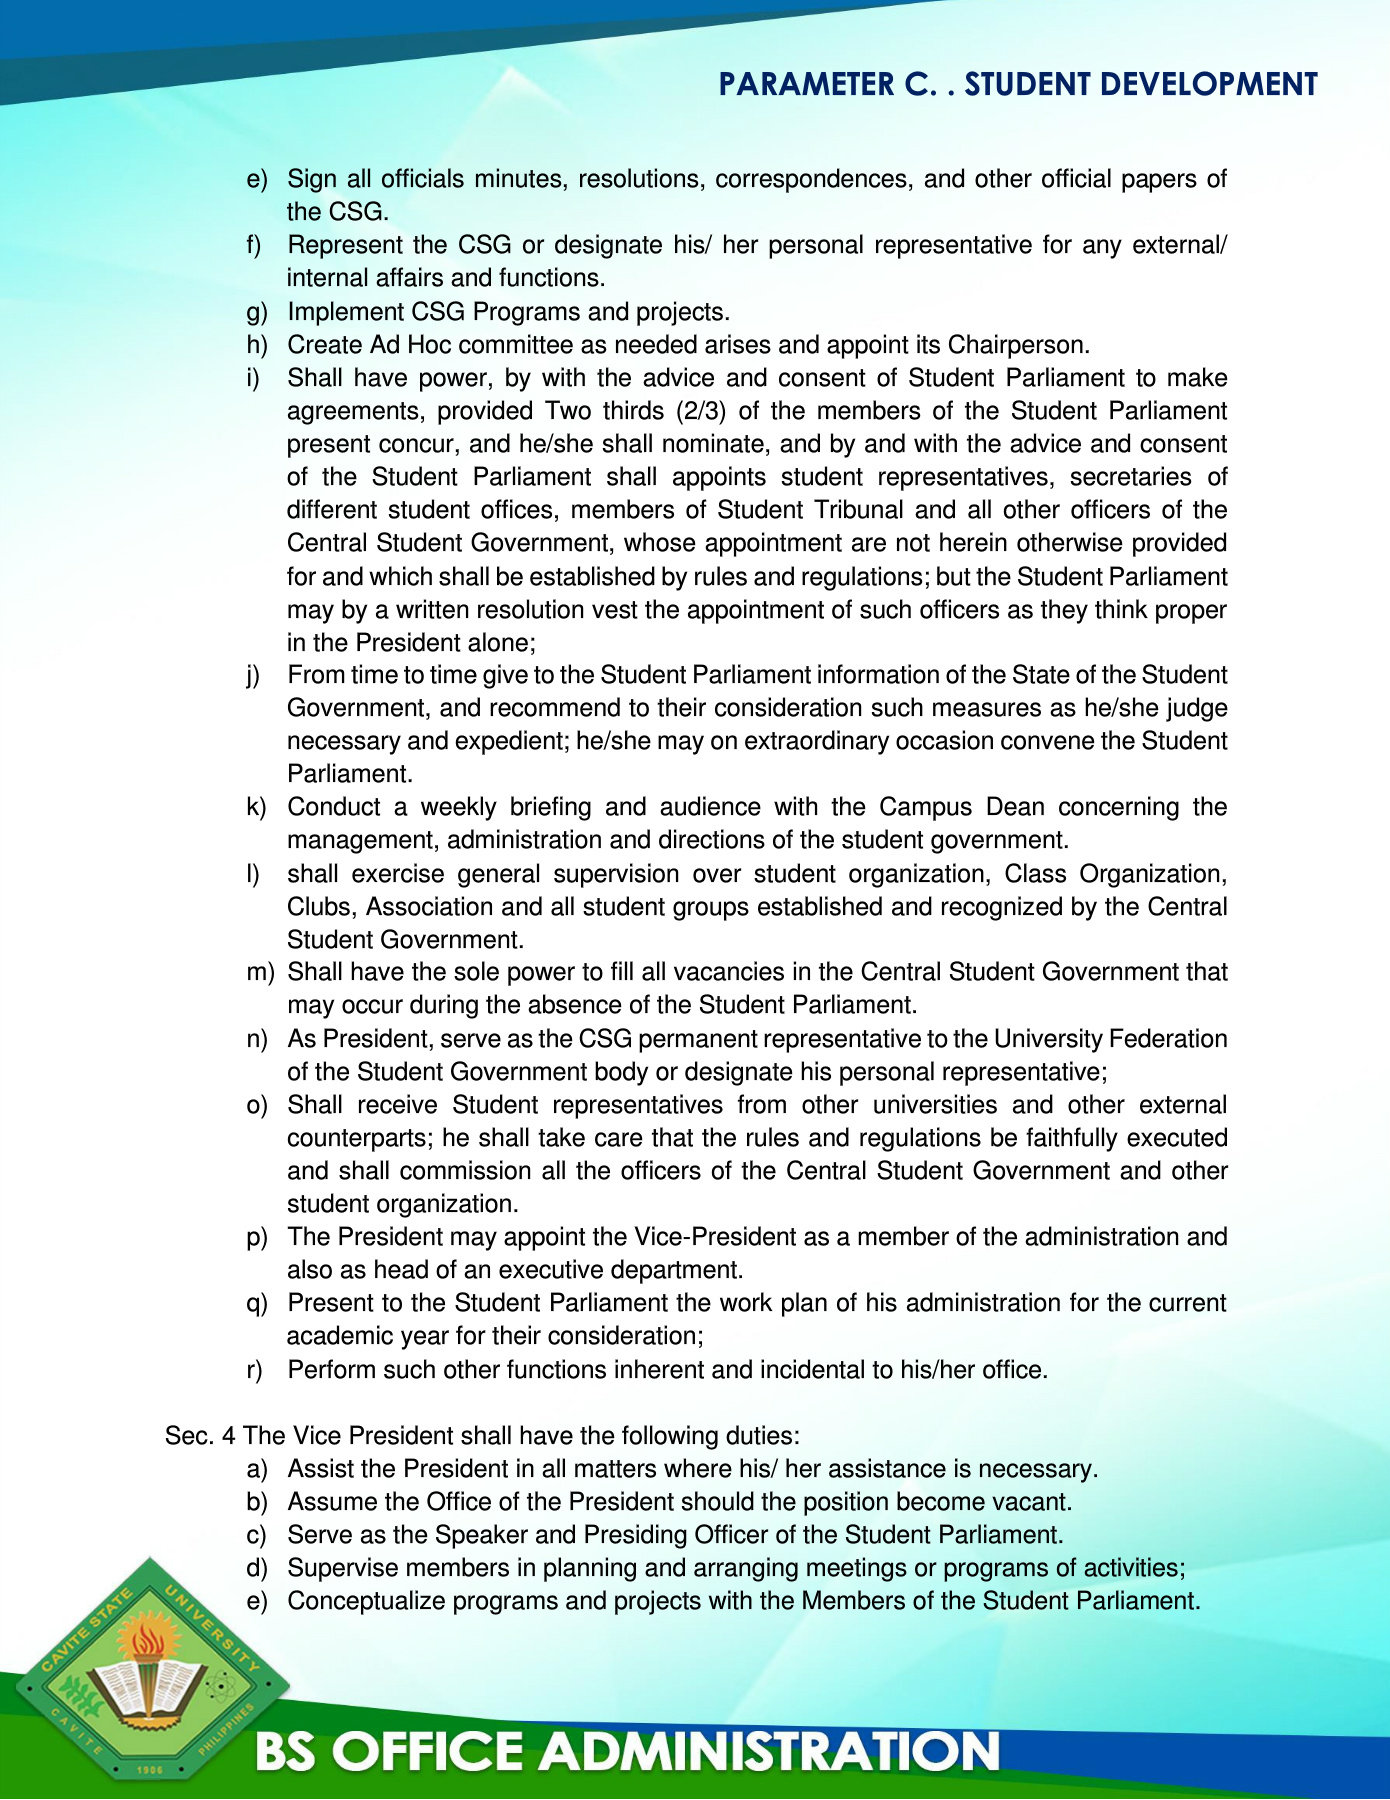 PARAMETER C. . STUDENT DEVELOPMENT
e) Sign all officials minutes, resolutions, correspondences, and other official papers of
the CSG.
f) Represent the CSG or designate his/ her personal representative for any external/
internal affairs and functions.
g) Implement CSG Programs and projects.
h) Create Ad Hoc committee as needed arises and appoint its Chairperson.
i) Shall have power, by with the advice and consent of Student Parliament to make
agreements, provided Two thirds (2/3) of the members of the Student Parliament
present concur, and he/she shall nominate, and by and with the advice and consent
of the Student Parliament shall appoints student representatives, secretaries of
different student offices, members of Student Tribunal and all other officers of the
Central Student Government, whose appointment are not herein otherwise provided
for and which shall be established by rules and regulations; but the Student Parliament
may by a written resolution vest the appointment of such officers as they think proper
in the President alone;
j) From time to time give to the Student Parliament information of the State of the Student
Government, and recommend to their consideration such measures as he/she judge
necessary and expedient; he/she may on extraordinary occasion convene the Student
Parliament.
k) Conduct a weekly briefing and audience with the Campus Dean concerning the
management, administration and directions of the student government.
l) shall exercise general supervision over student organization, Class Organization,
Clubs, Association and all student groups established and recognized by the Central
Student Government.
m) Shall have the sole power to fill all vacancies in the Central Student Government that
may occur during the absence of the Student Parliament.
n) As President, serve as the CSG permanent representative to the University Federation
of the Student Government body or designate his personal representative;
o) Shall receive Student representatives from other universities and other external
counterparts; he shall take care that the rules and regulations be faithfully executed
and shall commission all the officers of the Central Student Government and other
student organization.
p) The President may appoint the Vice-President as a member of the administration and
also as head of an executive department.
q) Present to the Student Parliament the work plan of his administration for the current
academic year for their consideration;
r) Perform such other functions inherent and incidental to his/her office.
Sec. 4 The Vice President shall have the following duties:
a) Assist the President in all matters where his/ her assistance is necessary.
b) Assume the Office of the President should the position become vacant.
c) Serve as the Speaker and Presiding Officer of the Student Parliament.
d) Supervise members in planning and arranging meetings or programs of activities;
e) Conceptualize programs and projects with the Members of the Student Parliament.
CAVITE STATE UNIVERSITY
CAVITE 1906 PHILIPPINES
BS OFFICE ADMINISTRATION